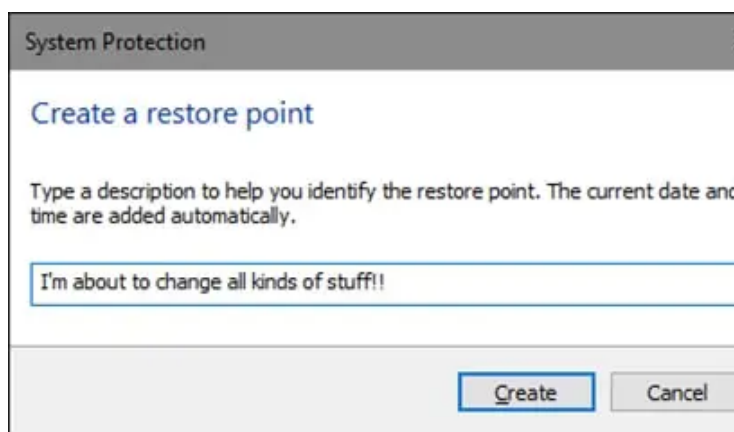 System Protection
Create a restore point
Type a description to help you identify the restore point. The current date and
time are added automatically.
I'm about to change all kinds of stuff!!
Create
Cancel